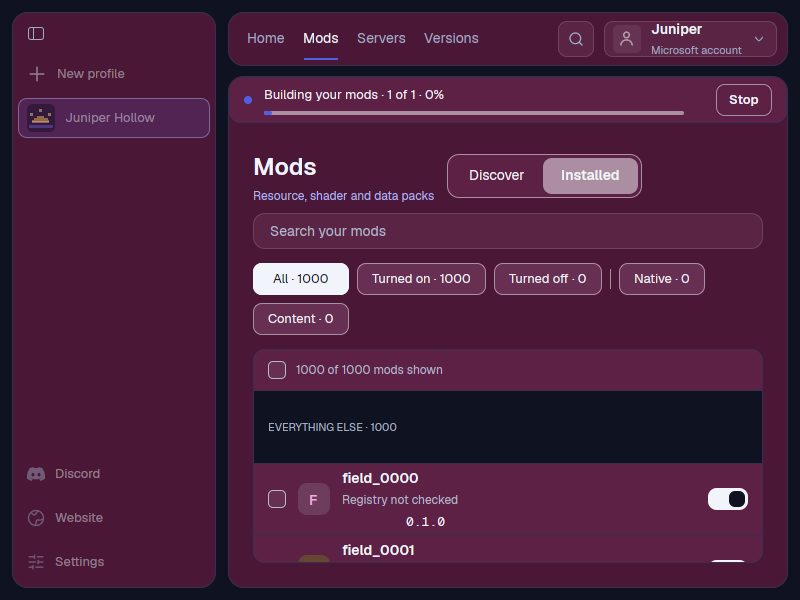 New profile
Juniper Hollow
Discord
Website
Settings
Home
Mods
Servers
Versions
Juniper
Microsoft account
Building your mods · 1 of 1 · 0%
Stop
Mods
Resource, shader and data packs
Discover
Installed
Search your mods
All · 1000
Turned on · 1000
Turned off · 0
Native · 0
Content · 0
1000 of 1000 mods shown
EVERYTHING ELSE · 1000
F
field_0000
Registry not checked
0.1.0
field_0001